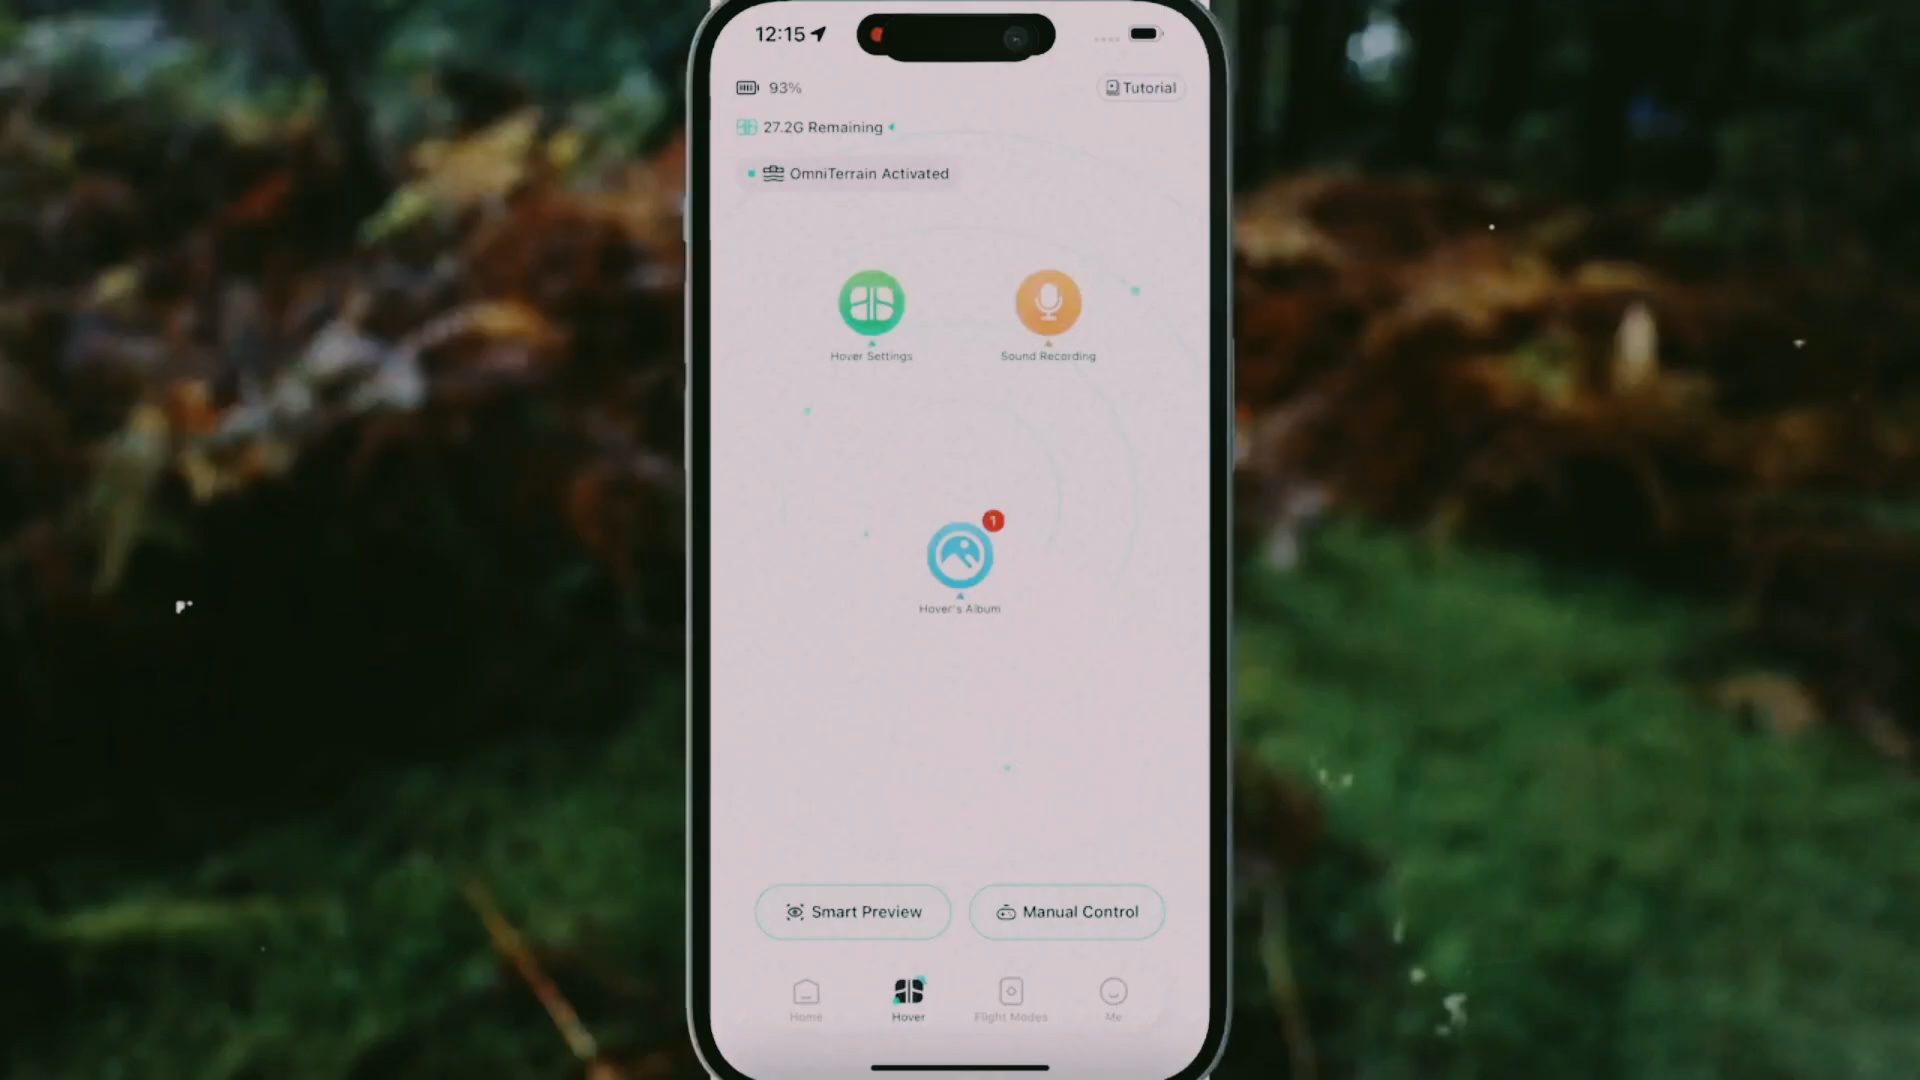 12:15
93%
Tutorial
27.2G Remaining
OmniTerrain Activated
Hover Settings
Sound Recording
1
Hover's Album
Smart Preview
Manual Control
Home
Hover
Flight Modes
Me